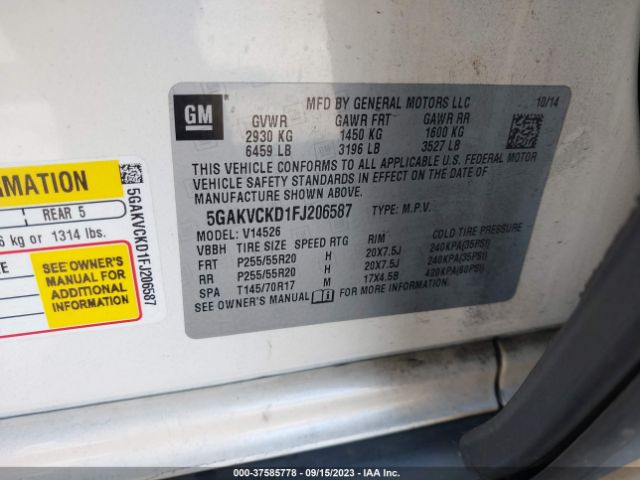 GM
MFD BY GENERAL MOTORS LLC 10/14
GVWR GAWR FRT GAWR RR
2930 KG 1450 KG 1600 KG
6459 LB 3196 LB 3527 LB
THIS VEHICLE CONFORMS TO ALL APPLICABLE U.S. FEDERAL MOTOR
VEHICLE SAFETY STANDARDS IN EFFECT ON THE DATE OF
MANUFACTURE SHOWN ABOVE.
5GAKVCKD1FJ206587 TYPE: M.P.V.
MODEL: V14526
VBBH TIRE SIZE SPEED RTG RIM COLD TIRE PRESSURE
FRT P255/55R20 H 20X7.5J 240KPA(35PSI)
RR P255/55R20 H 20X7.5J 240KPA(35PSI)
SPA T145/70R17 M 17X4.5B 420KPA(60PSI)
SEE OWNER'S MANUAL FOR MORE INFORMATION.
RMATION
REAR 5
6 kg or 1314 lbs.
SEE OWNER'S
MANUAL FOR
ADDITIONAL
INFORMATION
5GAKVCKD1FJ206587
00-37585778 - 09/15/2023 - IAA Inc.